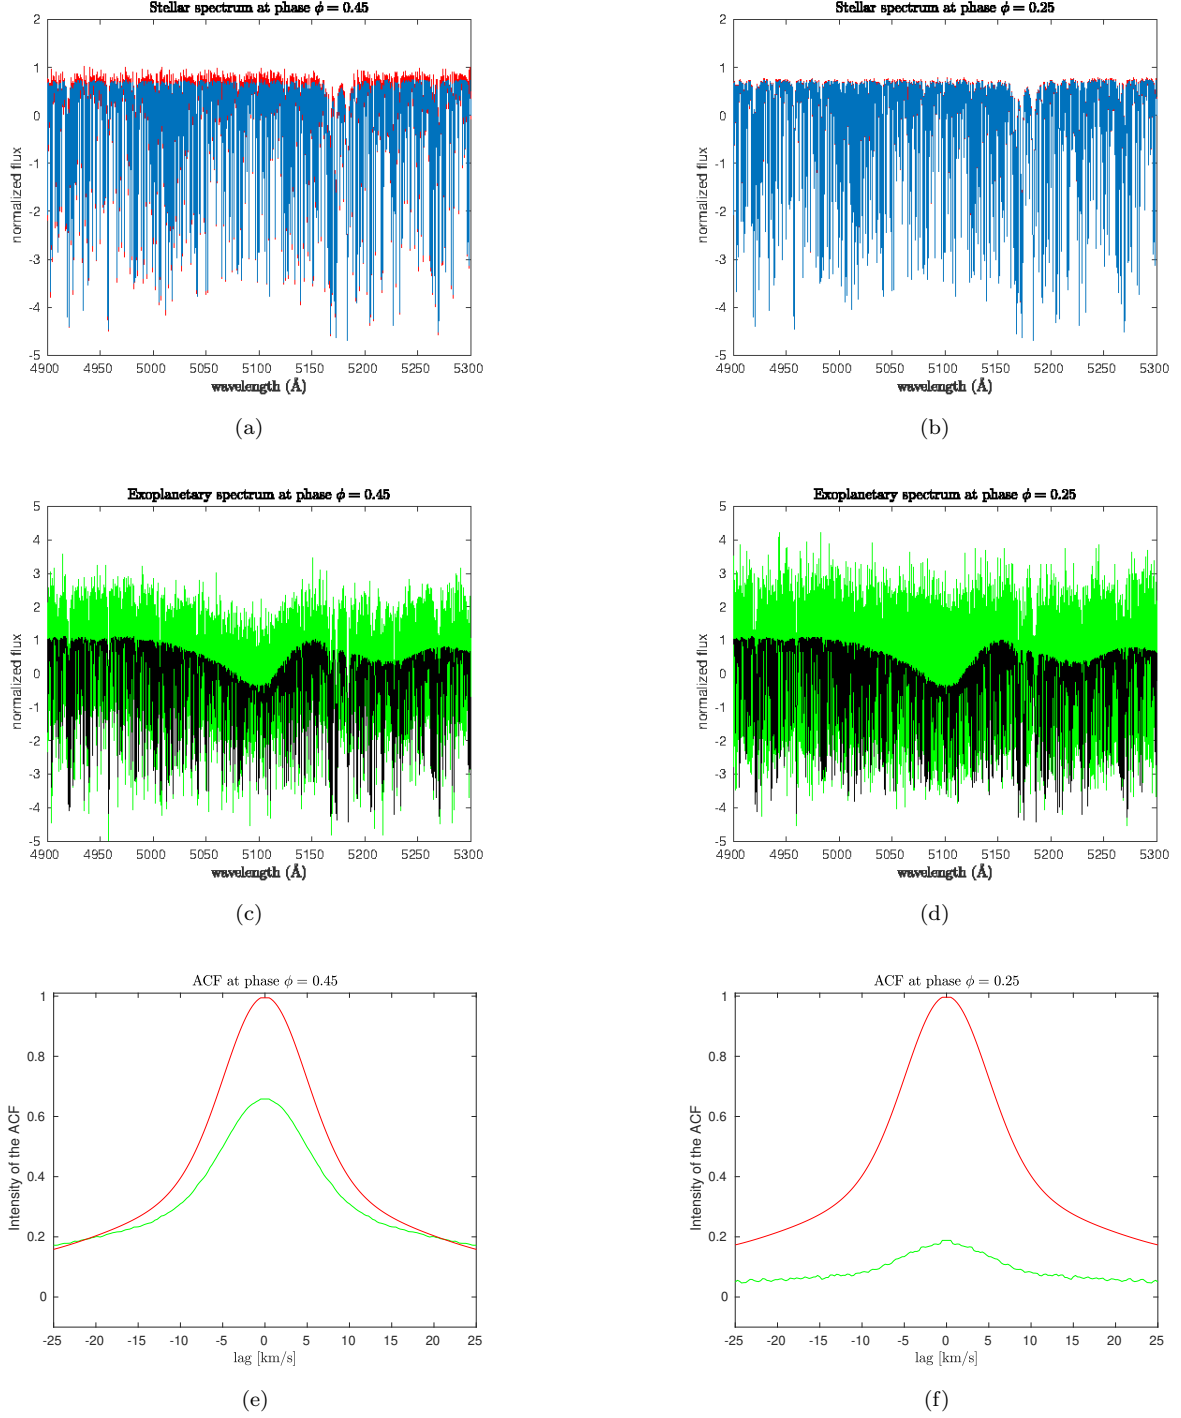 Stellar spectrum at phase ϕ = 0.45
2
1
0
-1
-2
-3
-4
-5
normalized flux
4900 4950 5000 5050 5100 5150 5200 5250 5300
wavelength (Å)
(a)
Stellar spectrum at phase ϕ = 0.25
2
1
0
-1
-2
-3
-4
-5
normalized flux
4900 4950 5000 5050 5100 5150 5200 5250 5300
wavelength (Å)
(b)
Exoplanetary spectrum at phase ϕ = 0.45
5
4
3
2
1
0
-1
-2
-3
-4
-5
normalized flux
4900 4950 5000 5050 5100 5150 5200 5250 5300
wavelength (Å)
(c)
Exoplanetary spectrum at phase ϕ = 0.25
5
4
3
2
1
0
-1
-2
-3
-4
-5
normalized flux
4900 4950 5000 5050 5100 5150 5200 5250 5300
wavelength (Å)
(d)
ACF at phase ϕ = 0.45
1
0.8
0.6
0.4
0.2
0
Intensity of the ACF
-25 -20 -15 -10 -5 0 5 10 15 20 25
lag [km/s]
(e)
ACF at phase ϕ = 0.25
1
0.8
0.6
0.4
0.2
0
Intensity of the ACF
-25 -20 -15 -10 -5 0 5 10 15 20 25
lag [km/s]
(f)